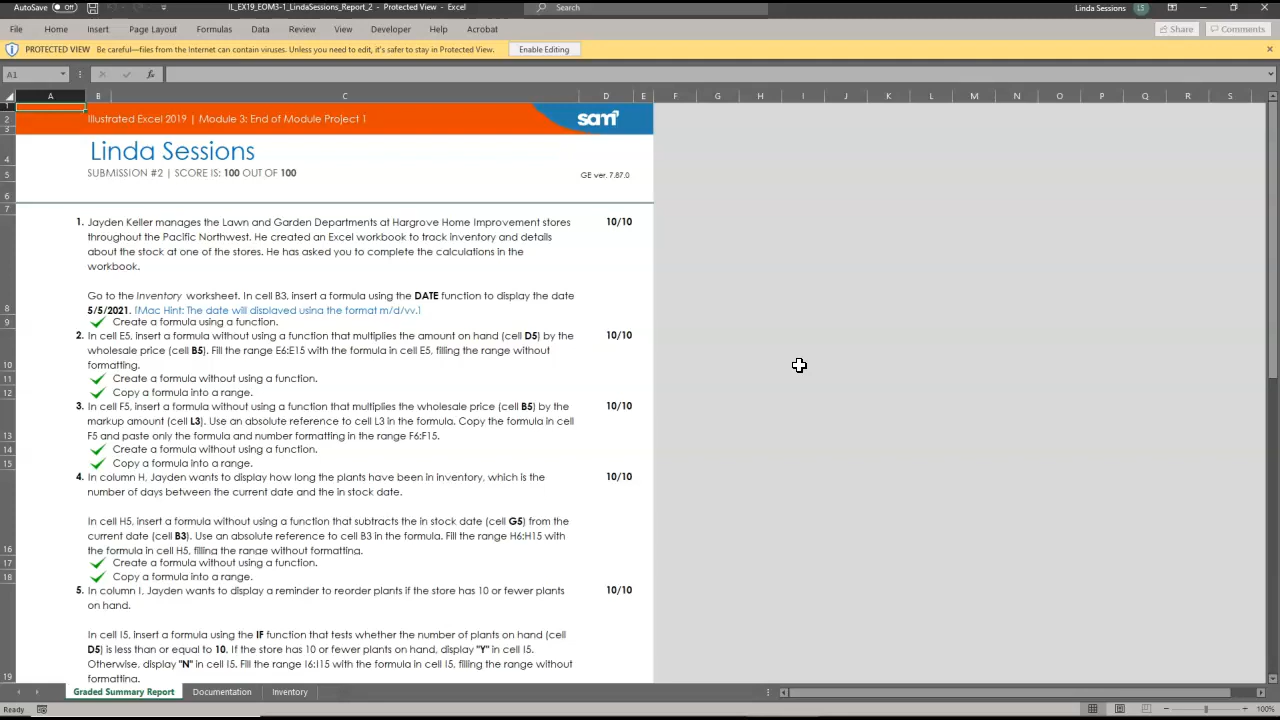 AutoSave Off IL_EX19_EOM3-1_LindaSessions_Report_2 - Protected View - Excel Search Linda Sessions LS
File Home Insert Page Layout Formulas Data Review View Developer Help Acrobat Share Comments
PROTECTED VIEW Be careful—files from the Internet can contain viruses. Unless you need to edit, it's safer to stay in Protected View. Enable Editing
A1 fx
A B C D E F G H I J K L M N O P Q R S
1
2 Illustrated Excel 2019 | Module 3: End of Module Project 1 sam
3
4 Linda Sessions
5 SUBMISSION #2 | SCORE IS: 100 OUT OF 100 GE ver. 7.87.0
6
7
1. Jayden Keller manages the Lawn and Garden Departments at Hargrove Home Improvement stores 10/10
throughout the Pacific Northwest. He created an Excel workbook to track inventory and details
about the stock at one of the stores. He has asked you to complete the calculations in the
workbook.
Go to the Inventory worksheet. In cell B3, insert a formula using the DATE function to display the date
8 5/5/2021. [Mac Hint: The date will displayed using the format m/d/yy.]
9 Create a formula using a function.
2. In cell E5, insert a formula without using a function that multiplies the amount on hand (cell D5) by the 10/10
wholesale price (cell B5). Fill the range E6:E15 with the formula in cell E5, filling the range without
10 formatting.
11 Create a formula without using a function.
12 Copy a formula into a range.
3. In cell F5, insert a formula without using a function that multiplies the wholesale price (cell B5) by the 10/10
markup amount (cell L3). Use an absolute reference to cell L3 in the formula. Copy the formula in cell
13 F5 and paste only the formula and number formatting in the range F6:F15.
14 Create a formula without using a function.
15 Copy a formula into a range.
4. In column H, Jayden wants to display how long the plants have been in inventory, which is the 10/10
number of days between the current date and the in stock date.
In cell H5, insert a formula without using a function that subtracts the in stock date (cell G5) from the
current date (cell B3). Use an absolute reference to cell B3 in the formula. Fill the range H6:H15 with
16 the formula in cell H5, filling the range without formatting.
17 Create a formula without using a function.
18 Copy a formula into a range.
5. In column I, Jayden wants to display a reminder to reorder plants if the store has 10 or fewer plants 10/10
on hand.
In cell I5, insert a formula using the IF function that tests whether the number of plants on hand (cell
D5) is less than or equal to 10. If the store has 10 or fewer plants on hand, display "Y" in cell I5.
Otherwise, display "N" in cell I5. Fill the range I6:I15 with the formula in cell I5, filling the range without
19 formatting.
Graded Summary Report Documentation Inventory
Ready 100%